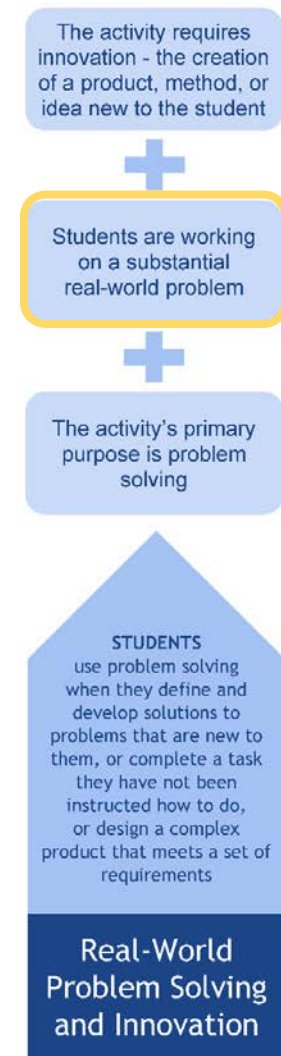 The activity requires
innovation - the creation
of a product, method, or
idea new to the student
+
Students are working
on a substantial
real-world problem
+
The activity's primary
purpose is problem
solving
STUDENTS
use problem solving
when they define and
develop solutions to
problems that are new to
them, or complete a task
they have not been
instructed how to do,
or design a complex
product that meets a set of
requirements
Real-World
Problem Solving
and Innovation